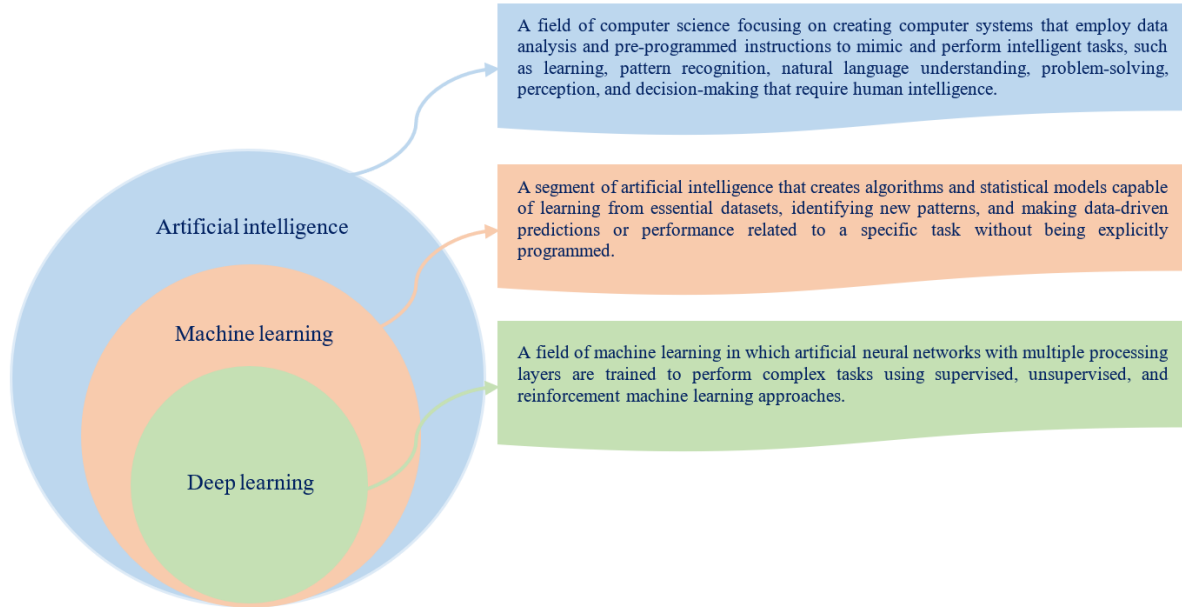 A field of computer science focusing on creating computer systems that employ data
analysis and pre-programmed instructions to mimic and perform intelligent tasks, such
as learning, pattern recognition, natural language understanding, problem-solving,
perception, and decision-making that require human intelligence.
Artificial intelligence
A segment of artificial intelligence that creates algorithms and statistical models capable
of learning from essential datasets, identifying new patterns, and making data-driven
predictions or performance related to a specific task without being explicitly
programmed.
Machine learning
A field of machine learning in which artificial neural networks with multiple processing
layers are trained to perform complex tasks using supervised, unsupervised, and
reinforcement machine learning approaches.
Deep learning